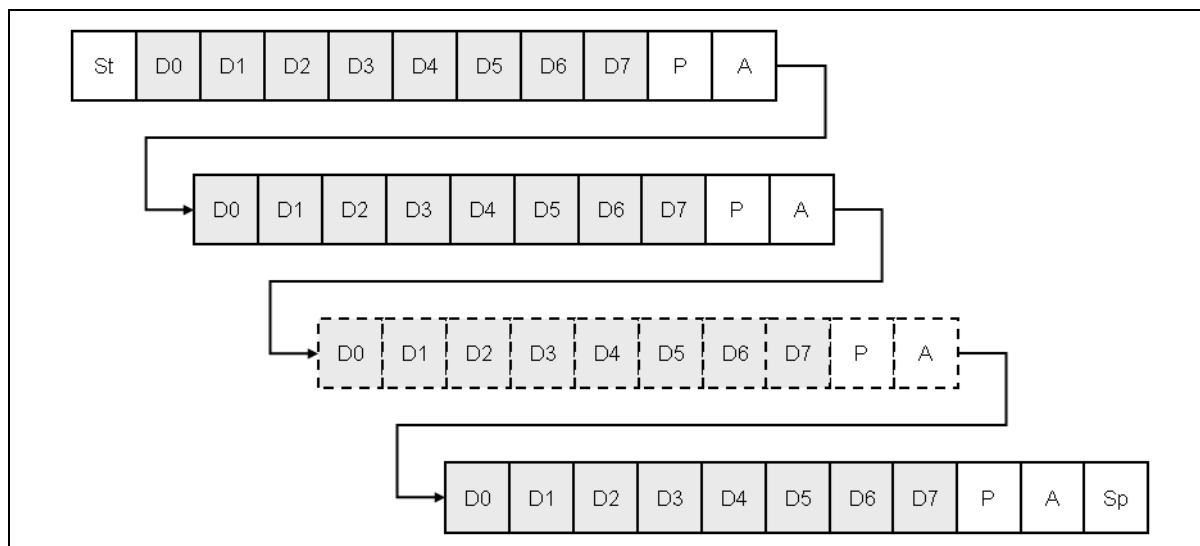 St D0 D1 D2 D3 D4 D5 D6 D7 P A
D0 D1 D2 D3 D4 D5 D6 D7 P A
D0 D1 D2 D3 D4 D5 D6 D7 P A
D0 D1 D2 D3 D4 D5 D6 D7 P A Sp